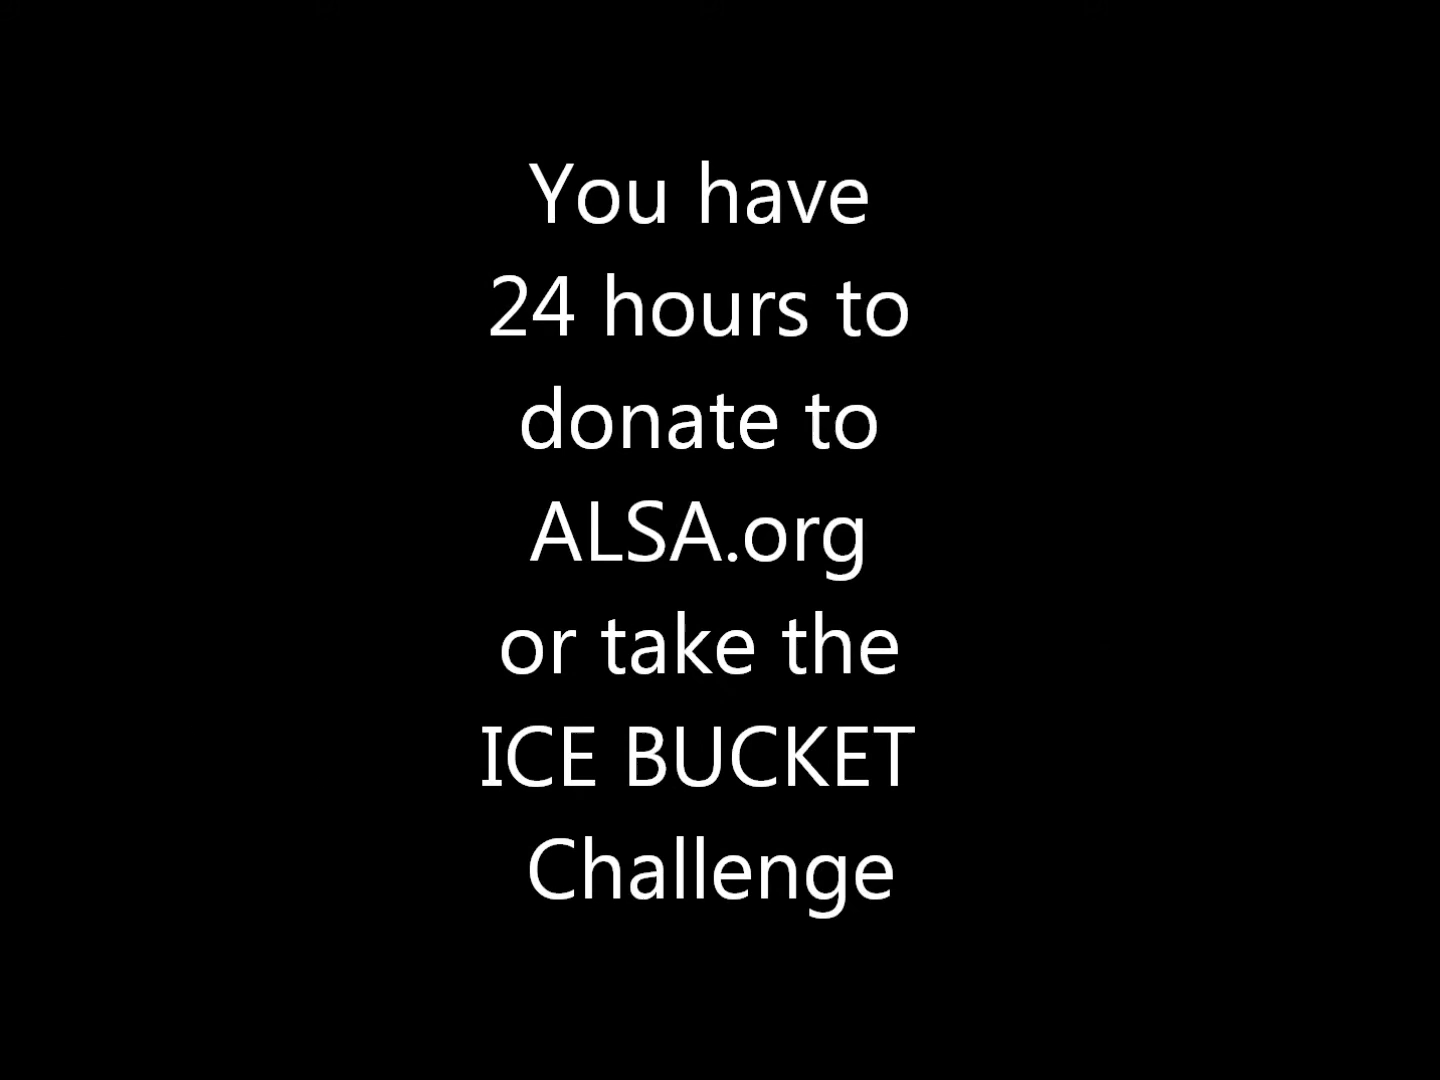 You have
24 hours to
donate to
ALSA.org
or take the
ICE BUCKET
Challenge